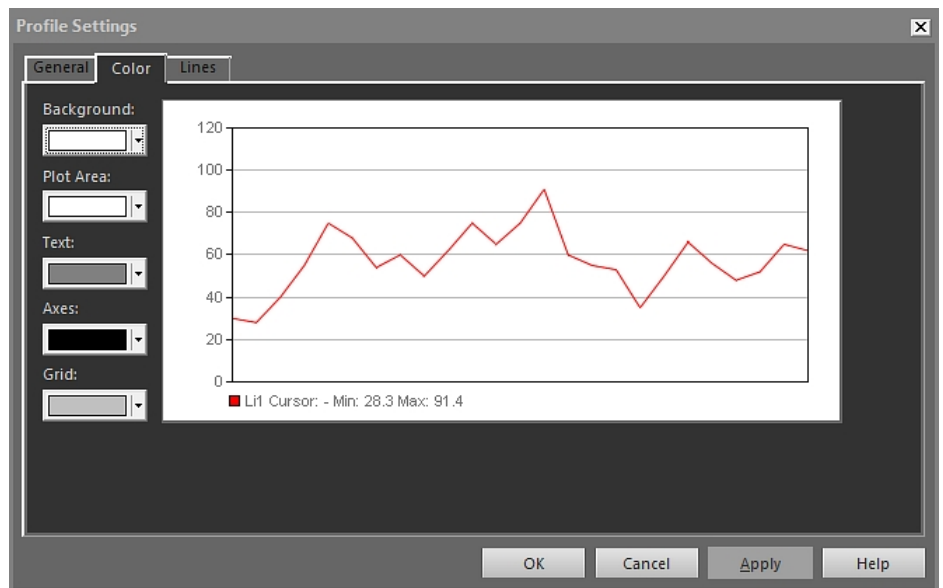 Profile Settings
General Color Lines
Background:
Plot Area:
Text:
Axes:
Grid:
120
100
80
60
40
20
0
Li1 Cursor: - Min: 28.3 Max: 91.4
OK Cancel Apply Help